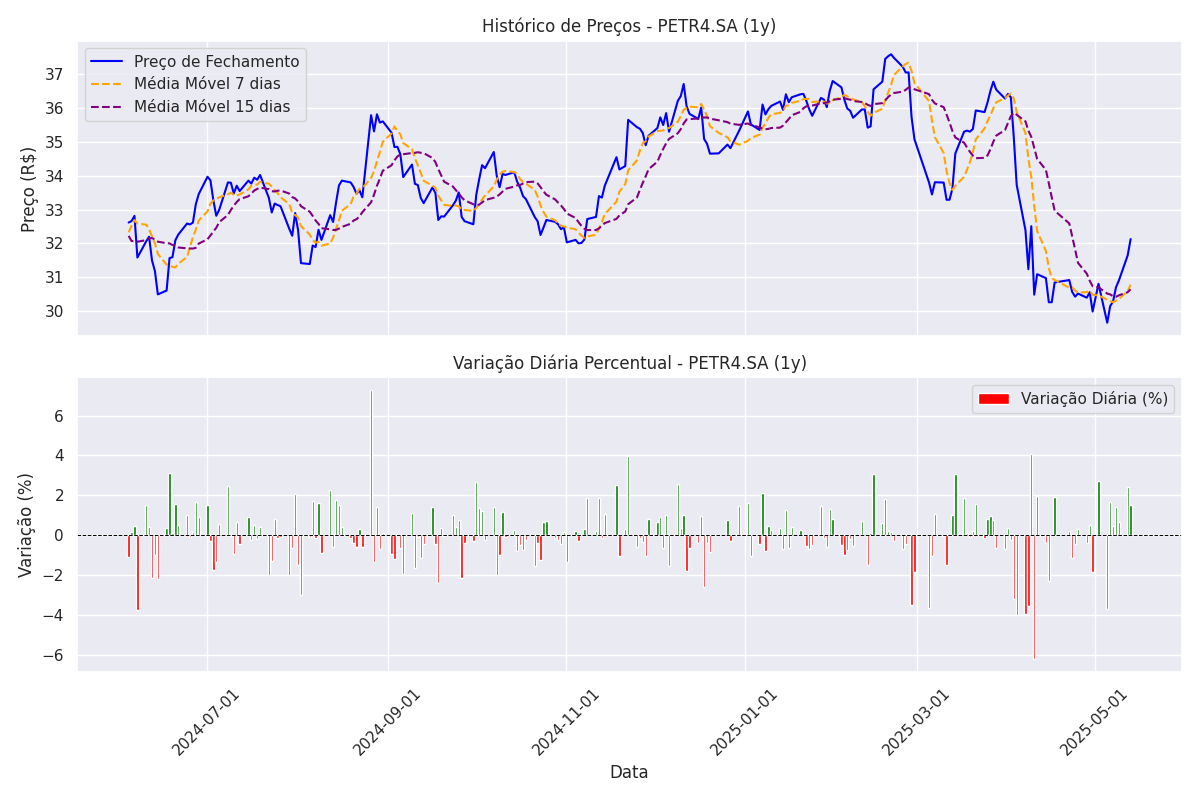 Histórico de Preços - PETR4.SA (1y)
Preço de Fechamento
Média Móvel 7 dias
Média Móvel 15 dias
Preço (R$)
37
36
35
34
33
32
31
30
Variação Diária Percentual - PETR4.SA (1y)
Variação Diária (%)
Variação (%)
6
4
2
0
−2
−4
−6
2024-07-01
2024-09-01
2024-11-01
2025-01-01
2025-03-01
2025-05-01
Data